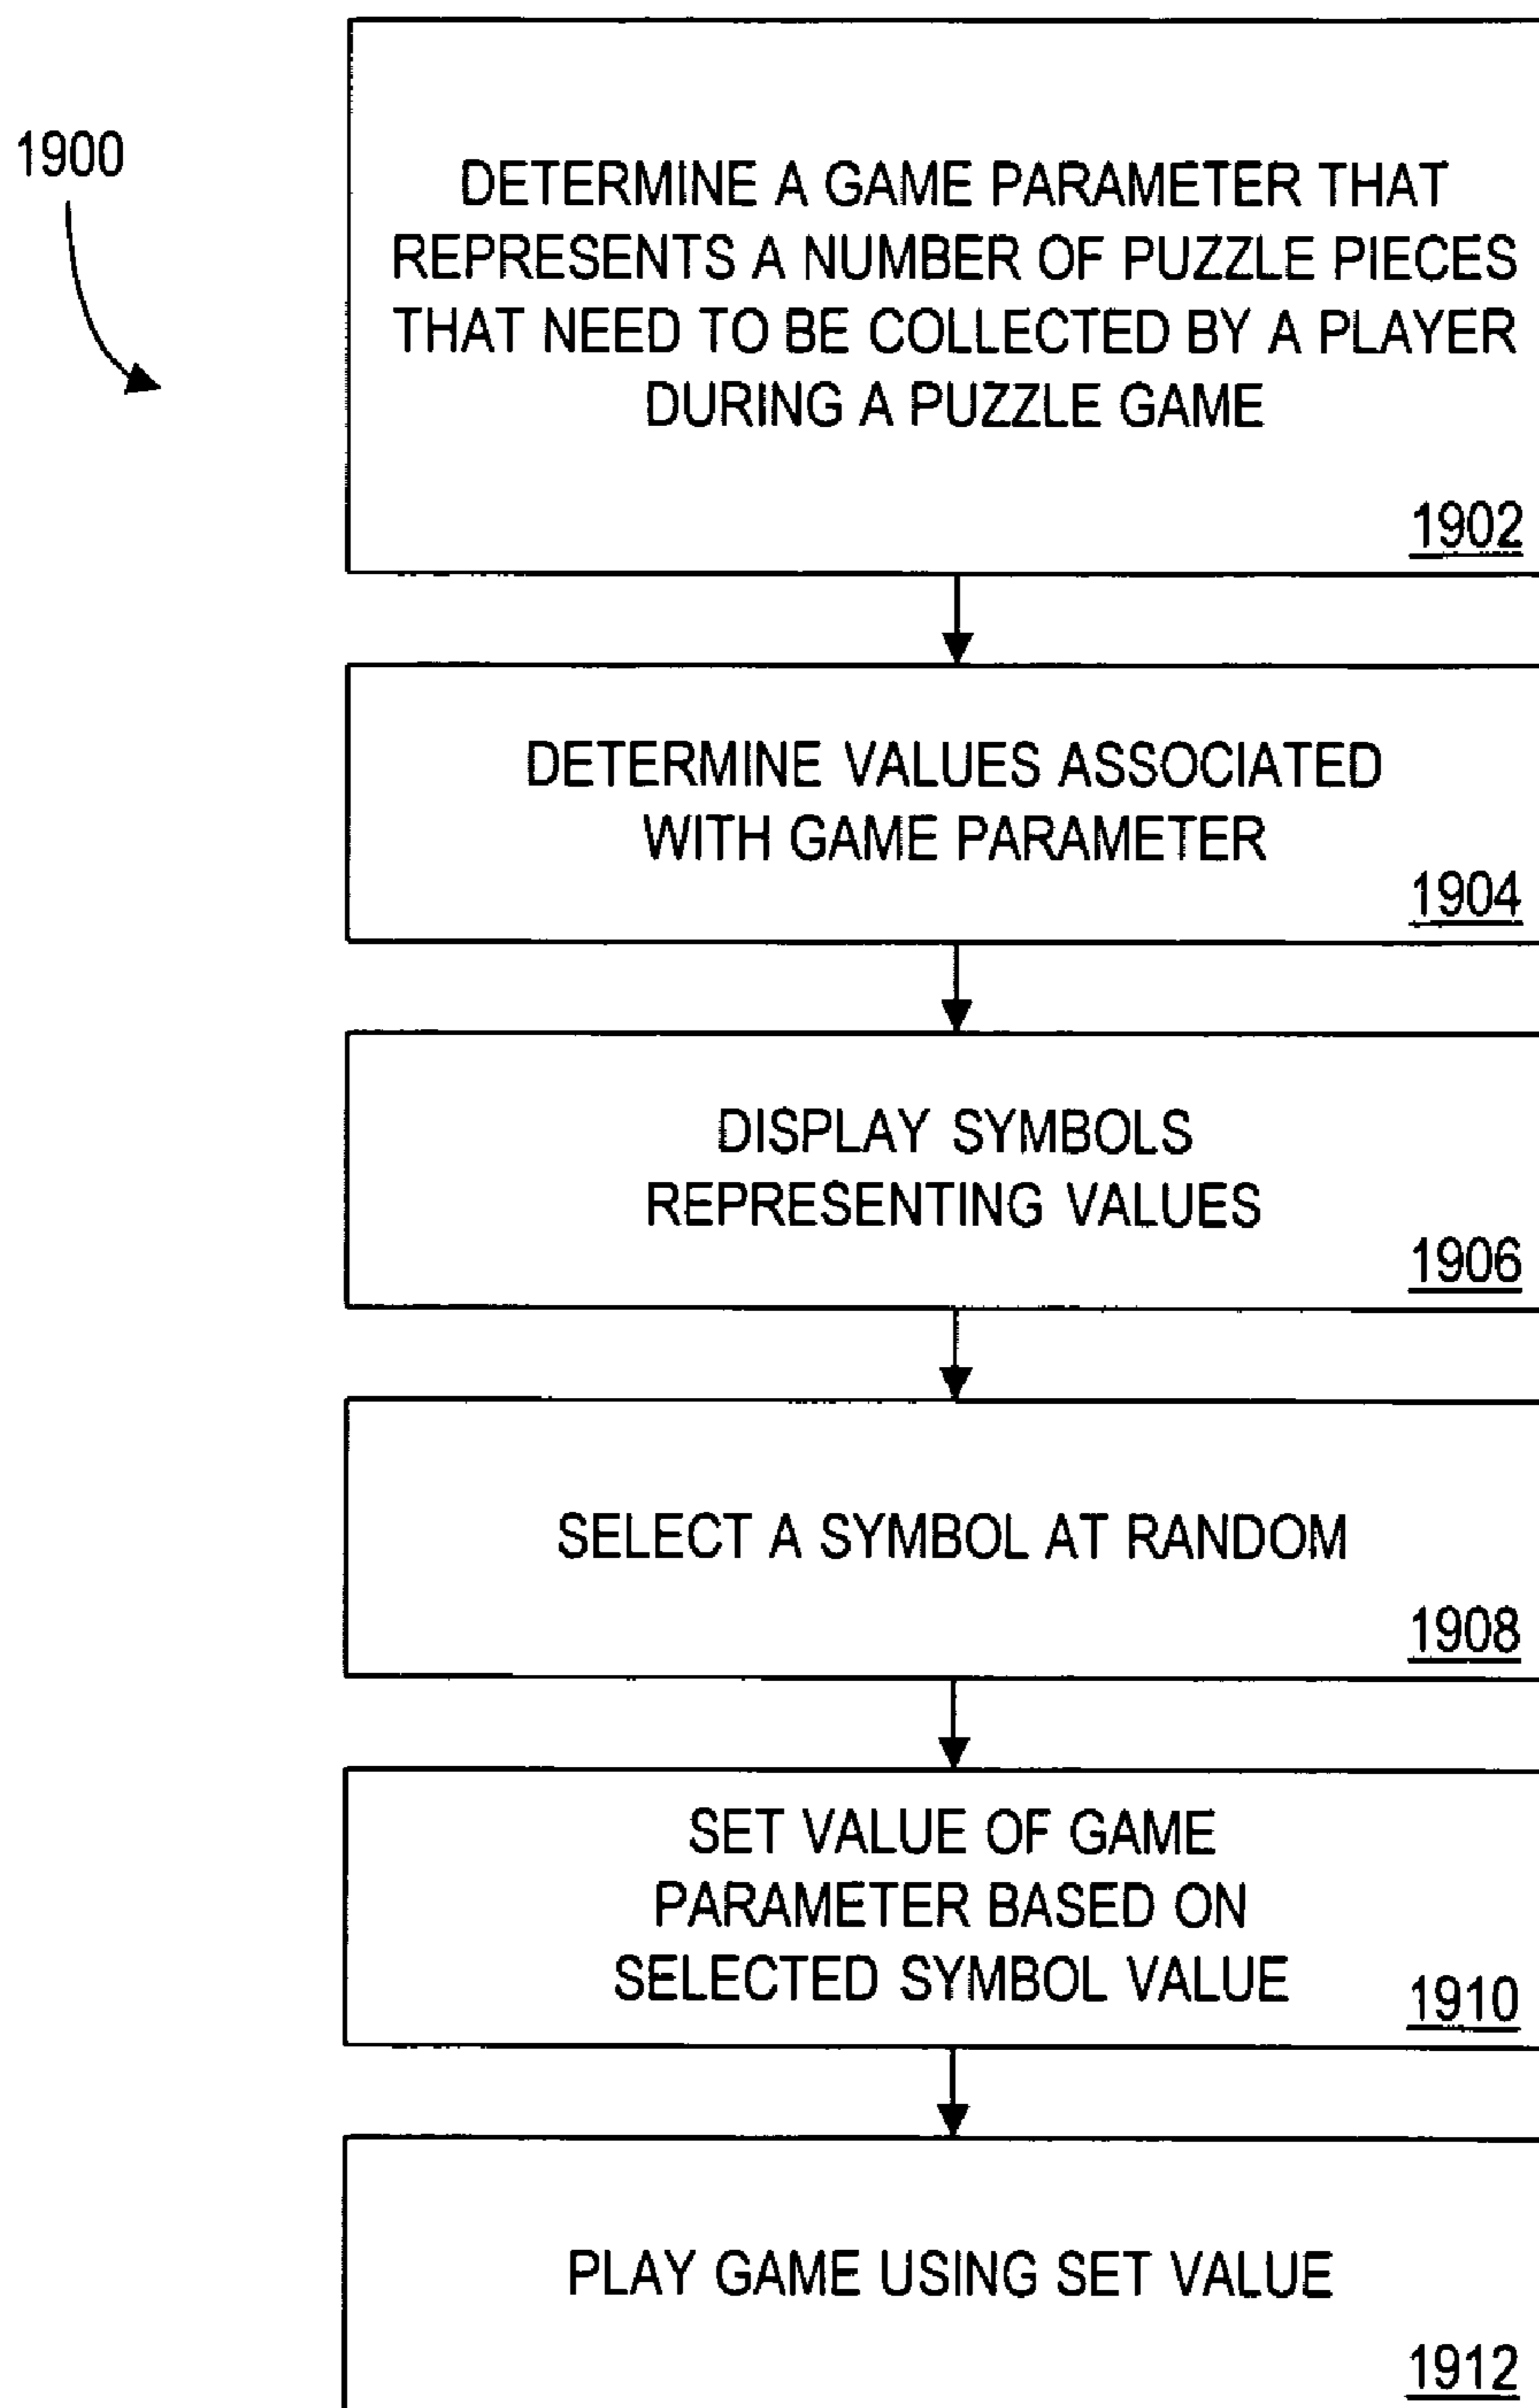 1900
DETERMINE A GAME PARAMETER THAT
REPRESENTS A NUMBER OF PUZZLE PIECES
THAT NEED TO BE COLLECTED BY A PLAYER
DURING A PUZZLE GAME
1902
DETERMINE VALUES ASSOCIATED
WITH GAME PARAMETER
1904
DISPLAY SYMBOLS
REPRESENTING VALUES
1906
SELECT A SYMBOL AT RANDOM
1908
SET VALUE OF GAME
PARAMETER BASED ON
SELECTED SYMBOL VALUE
1910
PLAY GAME USING SET VALUE
1912